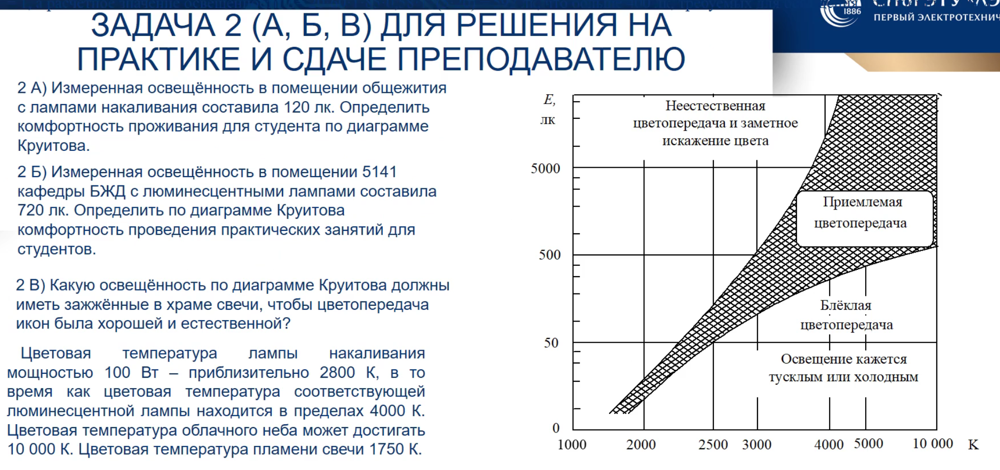 ЗАДАЧА 2 (А, Б, В) ДЛЯ РЕШЕНИЯ НА
ПРАКТИКЕ И СДАЧЕ ПРЕПОДАВАТЕЛЮ
1886
ПЕРВЫЙ ЭЛЕКТРОТЕХНИЧ
2 А) Измеренная освещённость в помещении общежития
с лампами накаливания составила 120 лк. Определить
комфортность проживания для студента по диаграмме
Круитова.
2 Б) Измеренная освещённость в помещении 5141
кафедры БЖД с люминесцентными лампами составила
720 лк. Определить по диаграмме Круитова
комфортность проведения практических занятий для
студентов.
2 В) Какую освещённость по диаграмме Круитова должны
иметь зажжённые в храме свечи, чтобы цветопередача
икон была хорошей и естественной?
Цветовая температура лампы накаливания
мощностью 100 Вт – приблизительно 2800 К, в то
время как цветовая температура соответствующей
люминесцентной лампы находится в пределах 4000 К.
Цветовая температура облачного неба может достигать
10 000 К. Цветовая температура пламени свечи 1750 К.
Е,
лк
Неестественная
цветопередача и заметное
искажение цвета
5000
Приемлемая
цветопередача
500
Блёклая
цветопередача
50
Освещение кажется
тусклым или холодным
0
1000 2000 2500 3000 4000 5000 10 000 К